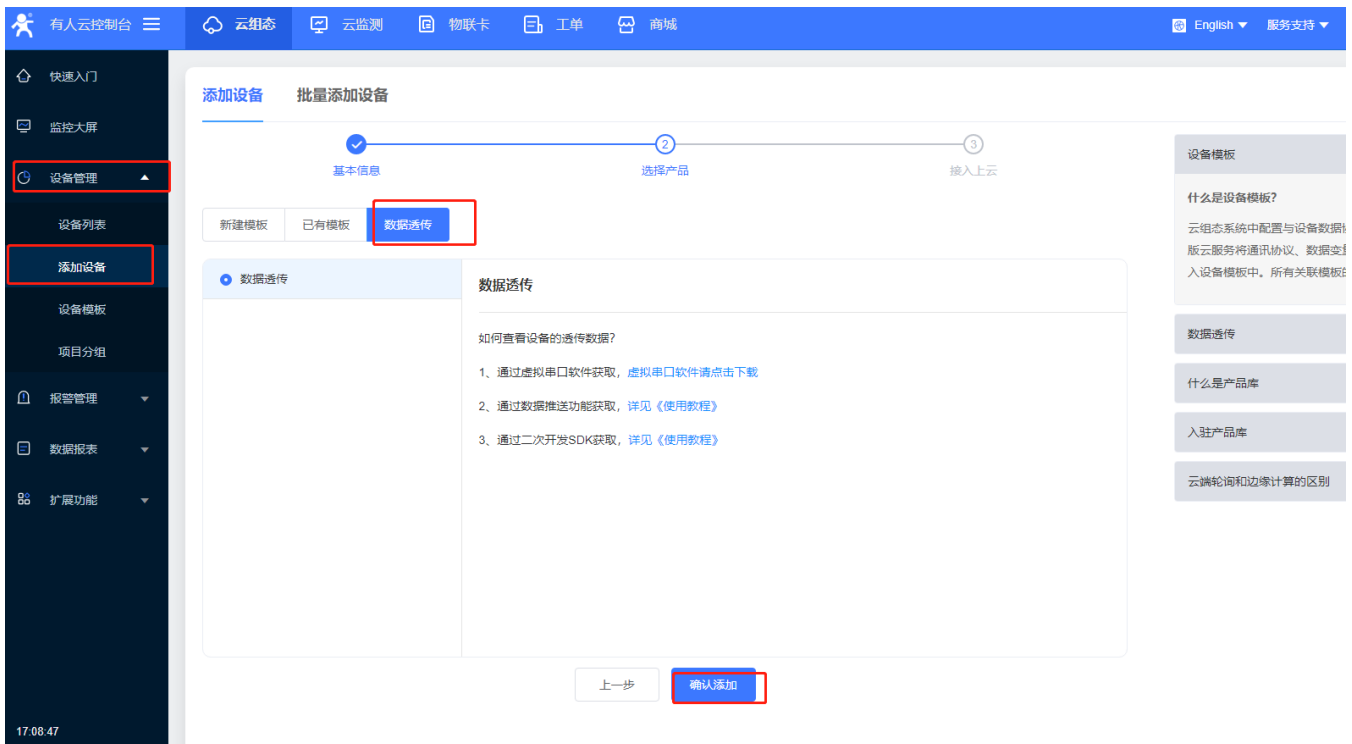 有人云控制台
云组态
云监测
物联卡
工单
商城
English
服务支持
快速入门
监控大屏
设备管理
设备列表
添加设备
设备模板
项目分组
报警管理
数据报表
扩展功能
17:08:47
添加设备
批量添加设备
2
3
基本信息
选择产品
接入上云
新建模板
已有模板
数据透传
数据透传
数据透传
如何查看设备的透传数据?
1、通过虚拟串口软件获取，虚拟串口软件请点击下载
2、通过数据推送功能获取，详见《使用教程》
3、通过二次开发SDK获取，详见《使用教程》
上一步
确认添加
设备模板
什么是设备模板?
云组态系统中配置与设备数据
版云服务将通讯协议、数据变
入设备模板中。所有关联模板
数据透传
什么是产品库
入驻产品库
云端轮询和边缘计算的区别